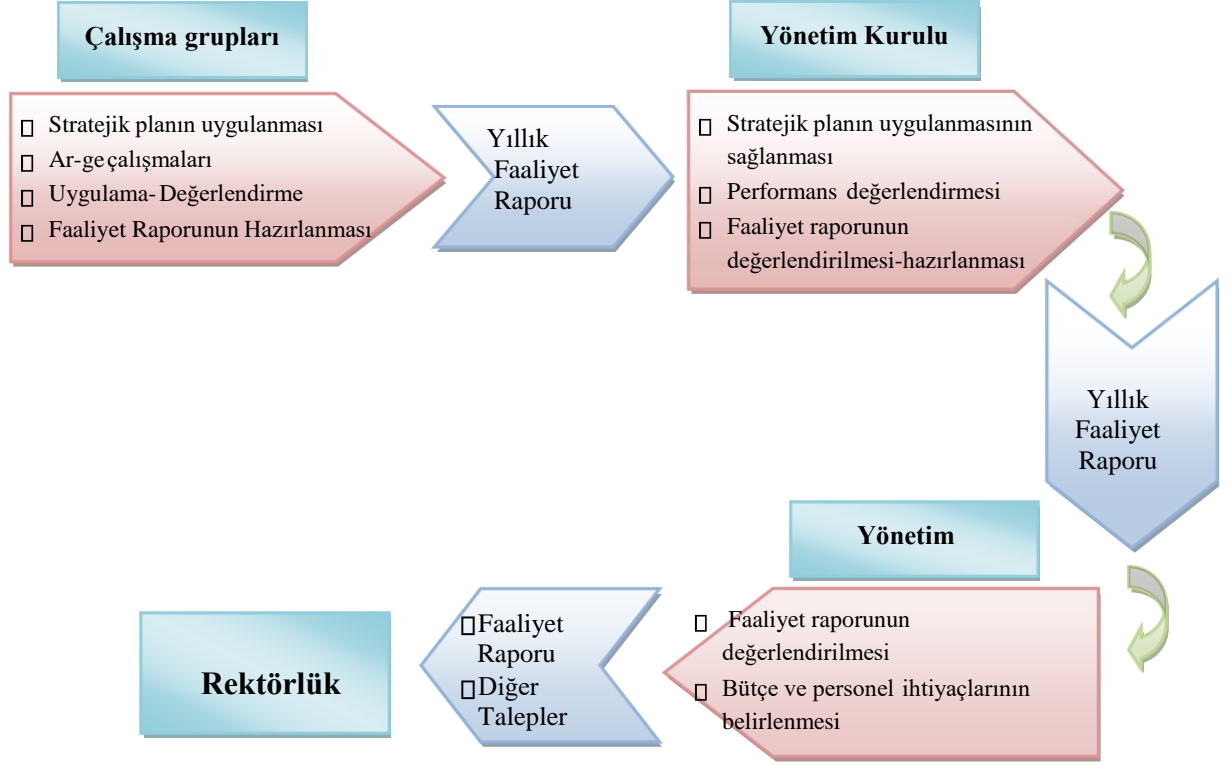 Çalışma grupları
Stratejik planın uygulanması
Ar-ge çalışmaları
Uygulama- Değerlendirme
Faaliyet Raporunun Hazırlanması
Yıllık
Faaliyet
Raporu
Yönetim Kurulu
Stratejik planın uygulanmasının
sağlanması
Performans değerlendirmesi
Faaliyet raporunun
değerlendirilmesi-hazırlanması
Yıllık
Faaliyet
Raporu
Yönetim
Faaliyet raporunun
değerlendirilmesi
Bütçe ve personel ihtiyaçlarının
belirlenmesi
Faaliyet
Raporu
Diğer
Talepler
Rektörlük